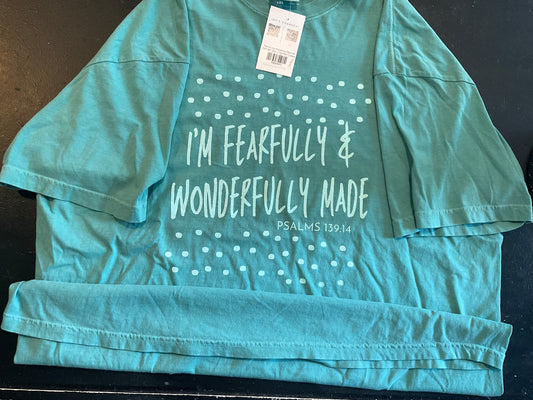 I'M FEARFULLY &
WONDERFULLY MADE
PSALMS 139:14